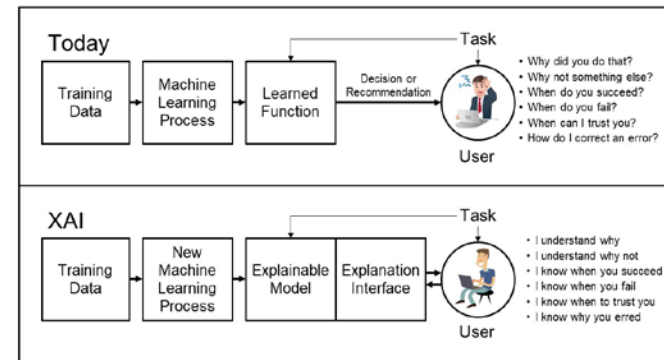 Today
Task
Training
Data
Machine
Learning
Process
Learned
Function
Decision or
Recommendation
User
• Why did you do that?
• Why not something else?
• When do you succeed?
• When do you fail?
• When can I trust you?
• How do I correct an error?
XAI
Task
Training
Data
New
Machine
Learning
Process
Explainable
Model
Explanation
Interface
User
• I understand why
• I understand why not
• I know when you succeed
• I know when you fail
• I know when to trust you
• I know why you erred